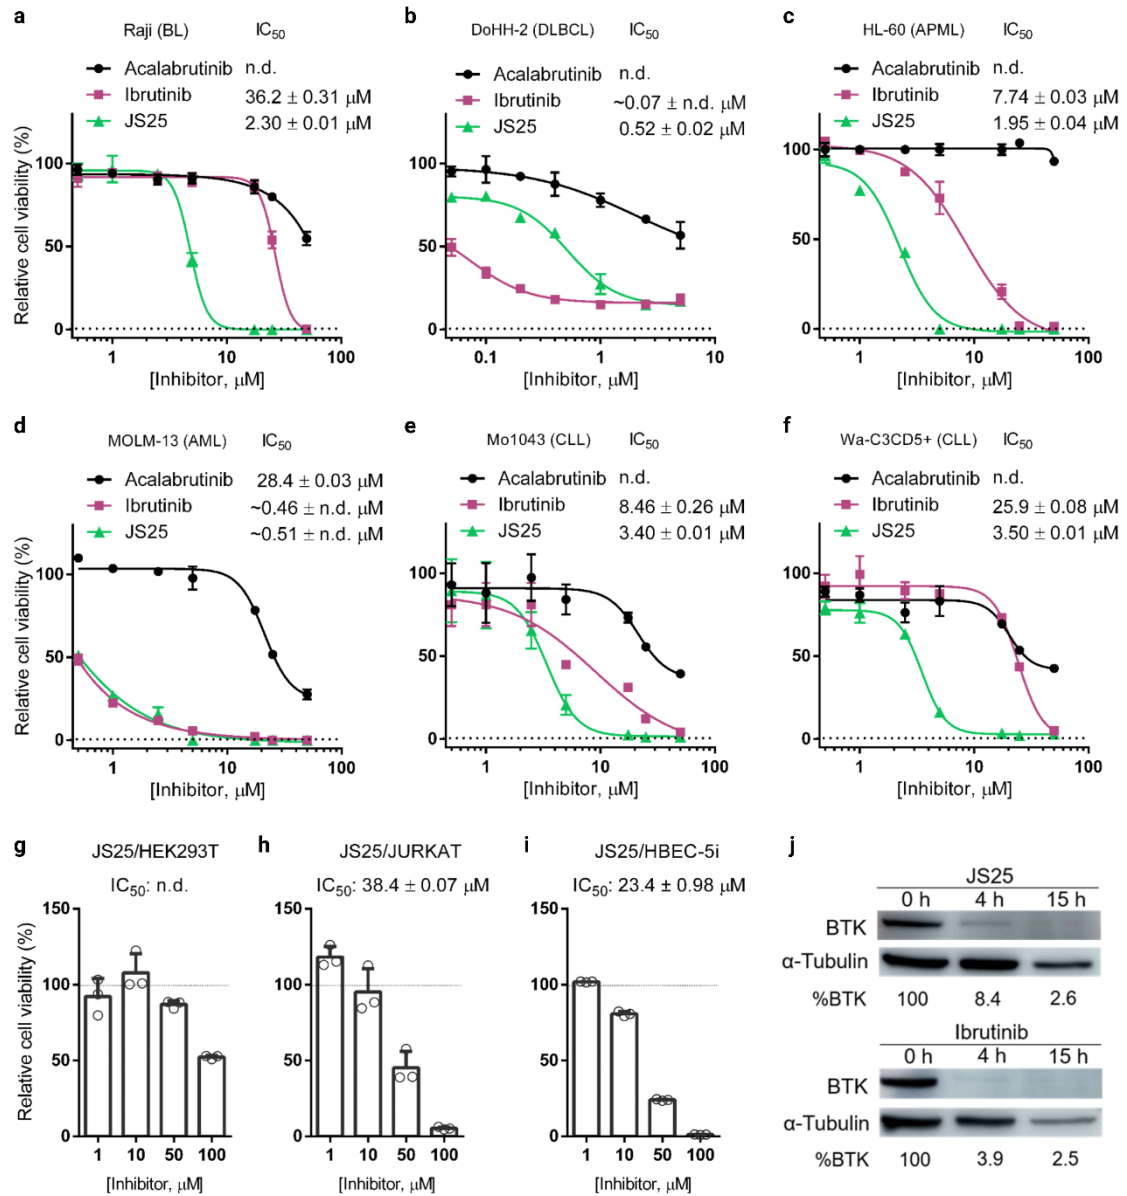 a
Raji (BL) IC50
Acalabrutinib n.d.
Ibrutinib 36.2 ± 0.31 μM
JS25 2.30 ± 0.01 μM
Relative cell viability (%)
100
50
0
1 10 100
[Inhibitor, μM]
b
DoHH-2 (DLBCL) IC50
Acalabrutinib n.d.
Ibrutinib ~0.07 ± n.d. μM
JS25 0.52 ± 0.02 μM
100
50
0
0.1 1 10
[Inhibitor, μM]
c
HL-60 (APML) IC50
Acalabrutinib n.d.
Ibrutinib 7.74 ± 0.03 μM
JS25 1.95 ± 0.04 μM
100
50
0
1 10 100
[Inhibitor, μM]
d
MOLM-13 (AML) IC50
Acalabrutinib 28.4 ± 0.03 μM
Ibrutinib ~0.46 ± n.d. μM
JS25 ~0.51 ± n.d. μM
Relative cell viability (%)
100
50
0
1 10 100
[Inhibitor, μM]
e
Mo1043 (CLL) IC50
Acalabrutinib n.d.
Ibrutinib 8.46 ± 0.26 μM
JS25 3.40 ± 0.01 μM
100
50
0
1 10 100
[Inhibitor, μM]
f
Wa-C3CD5+ (CLL) IC50
Acalabrutinib n.d.
Ibrutinib 25.9 ± 0.08 μM
JS25 3.50 ± 0.01 μM
100
50
0
1 10 100
[Inhibitor, μM]
g
JS25/HEK293T
IC50: n.d.
Relative cell viability (%)
150
100
50
0
1 10 50 100
[Inhibitor, μM]
h
JS25/JURKAT
IC50: 38.4 ± 0.07 μM
150
100
50
0
1 10 50 100
[Inhibitor, μM]
i
JS25/HBEC-5i
IC50: 23.4 ± 0.98 μM
150
100
50
0
1 10 50 100
[Inhibitor, μM]
j
JS25
0 h 4 h 15 h
BTK
α-Tubulin
%BTK 100 8.4 2.6
Ibrutinib
0 h 4 h 15 h
BTK
α-Tubulin
%BTK 100 3.9 2.5